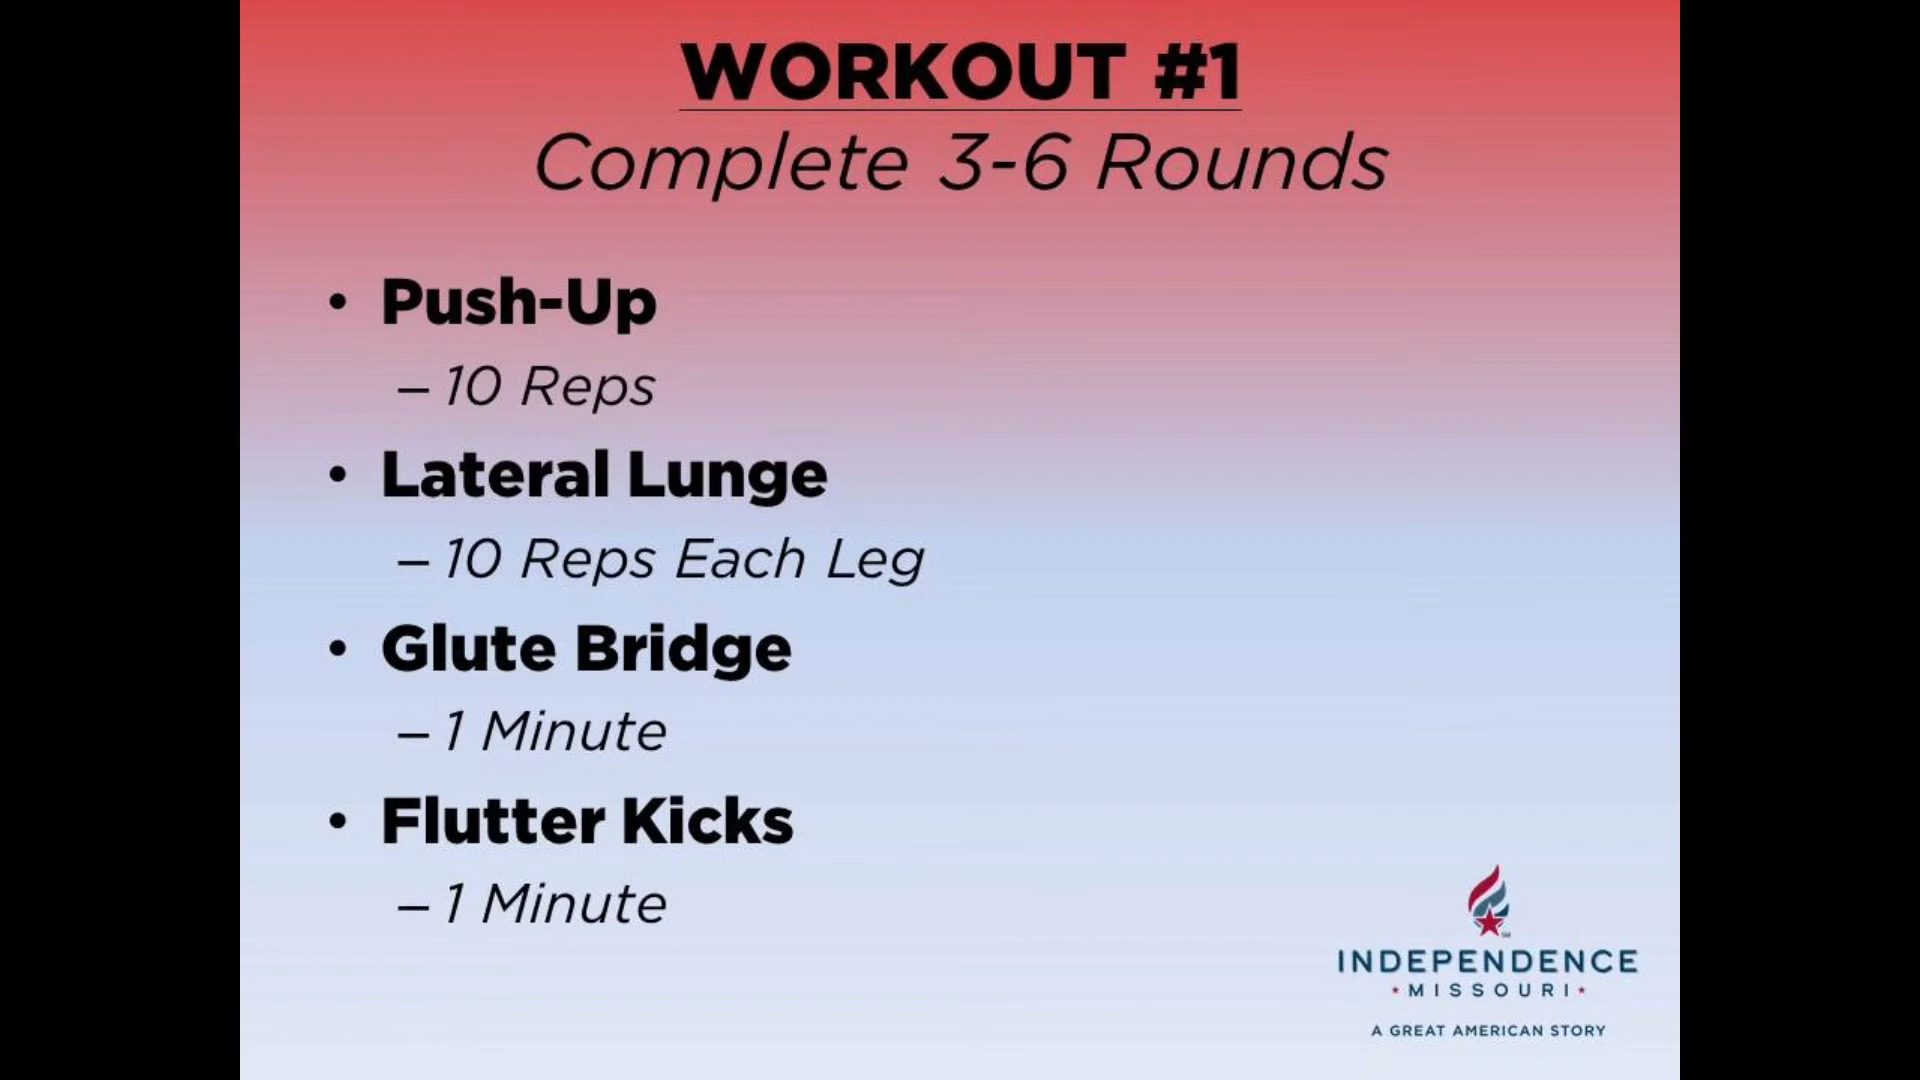 WORKOUT #1
Complete 3-6 Rounds
• Push-Up
– 10 Reps
• Lateral Lunge
– 10 Reps Each Leg
• Glute Bridge
– 1 Minute
• Flutter Kicks
– 1 Minute
INDEPENDENCE
★ MISSOURI ★
A GREAT AMERICAN STORY